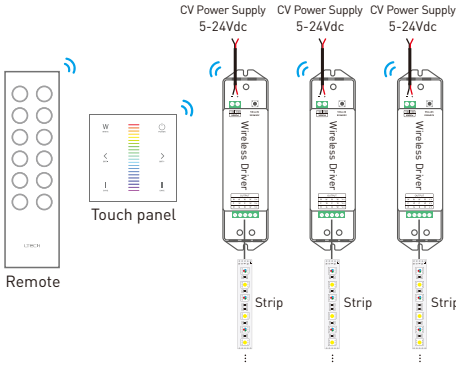 CV Power Supply
5-24Vdc
CV Power Supply
5-24Vdc
CV Power Supply
5-24Vdc
Wireless Driver
Wireless Driver
Wireless Driver
W
LTECH
Touch panel
Remote
Strip
Strip
Strip